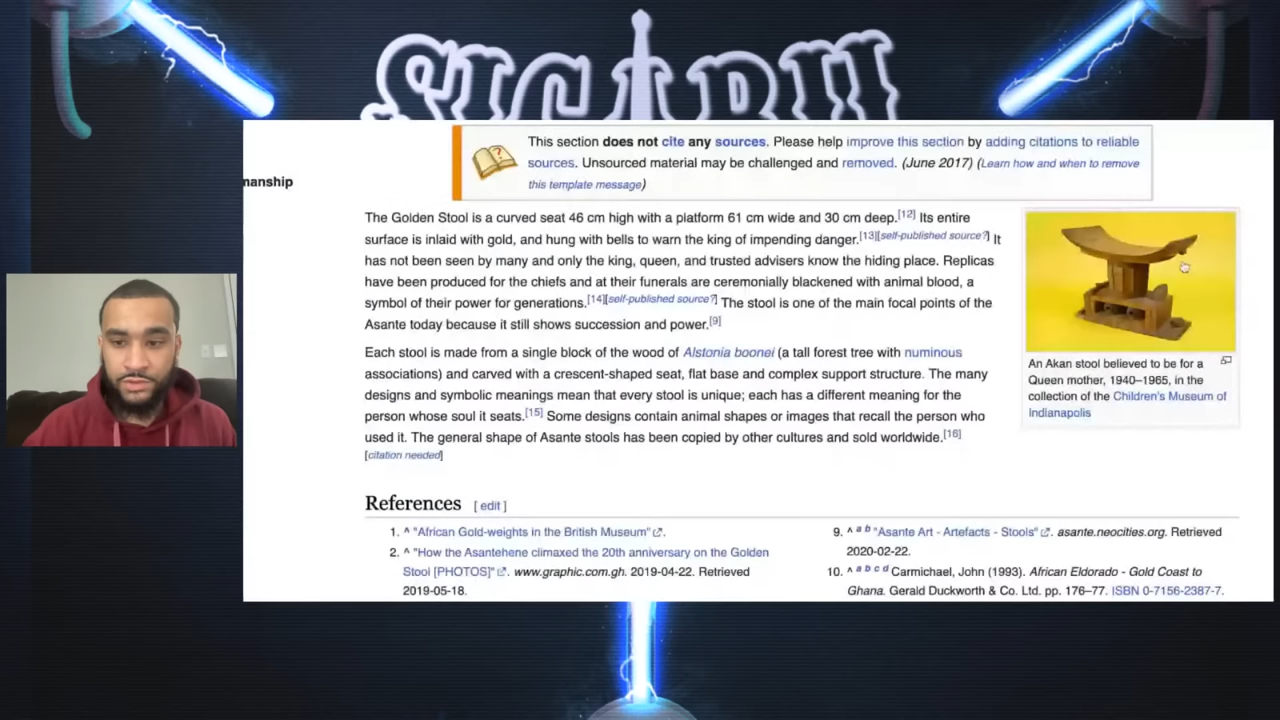 SICARII
This section does not cite any sources. Please help improve this section by adding citations to reliable
sources. Unsourced material may be challenged and removed. (June 2017) (Learn how and when to remove
this template message)
manship
The Golden Stool is a curved seat 46 cm high with a platform 61 cm wide and 30 cm deep.[12] Its entire
surface is inlaid with gold, and hung with bells to warn the king of impending danger.[13][self-published source?] It
has not been seen by many and only the king, queen, and trusted advisers know the hiding place. Replicas
have been produced for the chiefs and at their funerals are ceremonially blackened with animal blood, a
symbol of their power for generations.[14][self-published source?] The stool is one of the main focal points of the
Asante today because it still shows succession and power.[9]
Each stool is made from a single block of the wood of Alstonia boonei (a tall forest tree with numinous
associations) and carved with a crescent-shaped seat, flat base and complex support structure. The many
designs and symbolic meanings mean that every stool is unique; each has a different meaning for the
person whose soul it seats.[15] Some designs contain animal shapes or images that recall the person who
used it. The general shape of Asante stools has been copied by other cultures and sold worldwide.[16]
[citation needed]
An Akan stool believed to be for a
Queen mother, 1940–1965, in the
collection of the Children's Museum of
Indianapolis
References [ edit ]
1. ^ "African Gold-weights in the British Museum".
2. ^ "How the Asantehene climaxed the 20th anniversary on the Golden
Stool [PHOTOS]". www.graphic.com.gh. 2019-04-22. Retrieved
2019-05-18.
9. ^ a b "Asante Art - Artefacts - Stools". asante.neocities.org. Retrieved
2020-02-22.
10. ^ a b c d Carmichael, John (1993). African Eldorado - Gold Coast to
Ghana. Gerald Duckworth & Co. Ltd. pp. 176–77. ISBN 0-7156-2387-7.